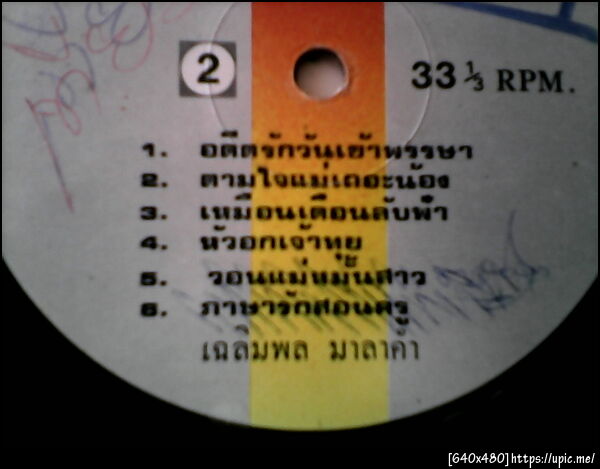 2
33 ⅓ RPM.
1. อดีตรักวันเข้าพรรษา
2. ตามใจแม่เถอะน้อง
3. เหมือนเดือนลับฟ้า
4. หัวอกเจ้าทุย
5. วอนแม่หม้ายสาว
6. ภาษารักสอนครู
เฉลิมพล มาลาคำ
[640x480]https://upic.me/